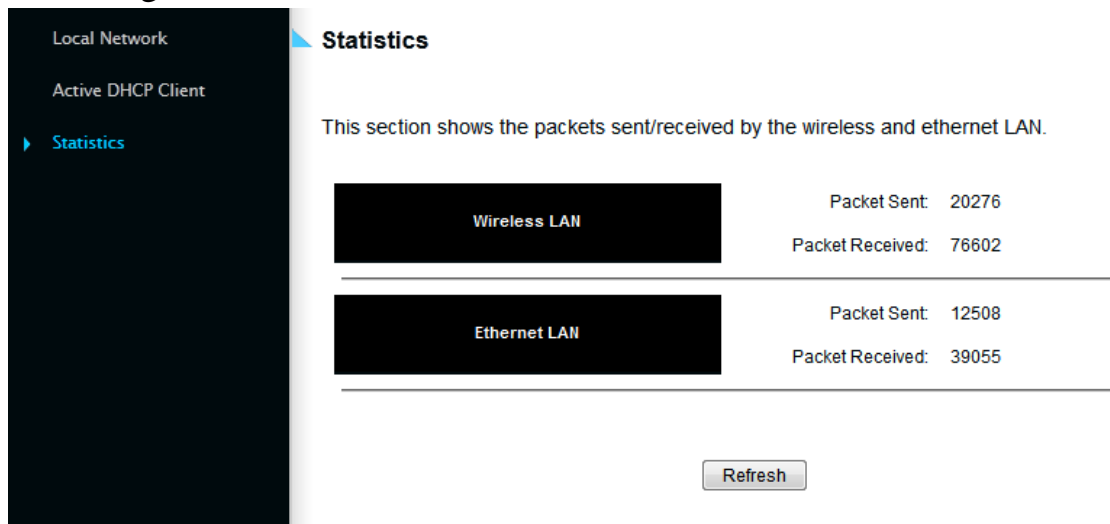 Local Network
Active DHCP Client
Statistics
Statistics
This section shows the packets sent/received by the wireless and ethernet LAN.
Wireless LAN
Packet Sent: 20276
Packet Received: 76602
Ethernet LAN
Packet Sent: 12508
Packet Received: 39055
Refresh